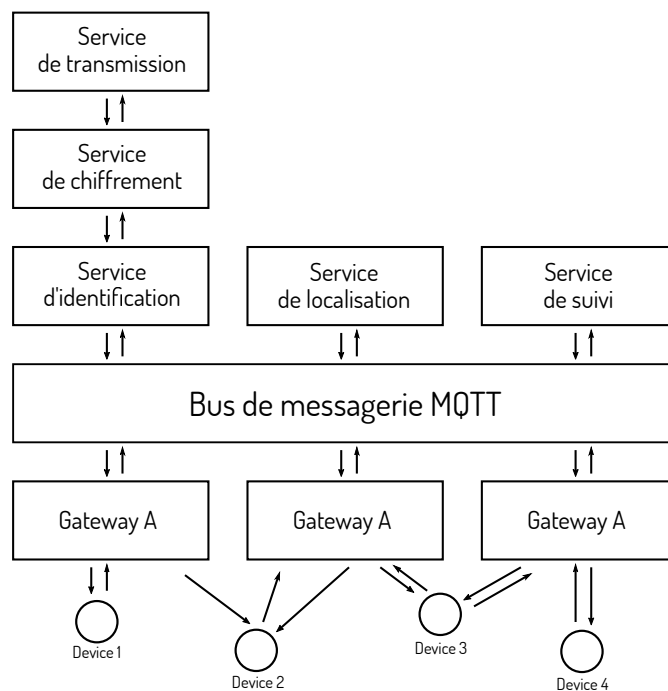 Service
de transmission
Service
de chiffrement
Service
d'identification
Service
de localisation
Service
de suivi
Bus de messagerie MQTT
Gateway A
Gateway A
Gateway A
Device 1
Device 2
Device 3
Device 4